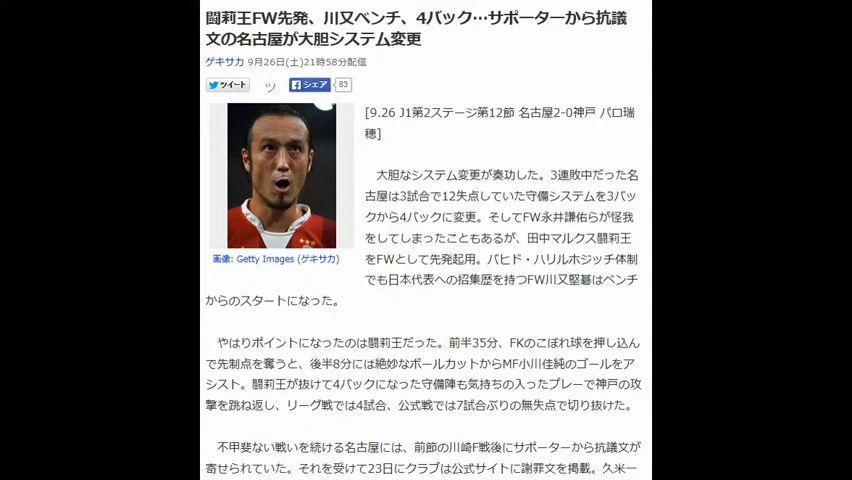 闘莉王FW先発、川又ベンチ、4バック…サポーターから抗議
文の名古屋が大胆システム変更
ゲキサカ 9月26日(土)21時58分配信
ツイート ツ シェア 83
[9.26 J1第2ステージ第12節 名古屋2-0神戸 パロ瑞
穂]
大胆なシステム変更が奏功した。3連敗中だった名
古屋は3試合で12失点していた守備システムを3バッ
クから4バックに変更。そしてFW永井謙佑らが怪我
をしてしまったこともあるが、田中マルクス闘莉王
をFWとして先発起用。バヒド・ハリルホジッチ体制
でも日本代表への招集歴を持つFW川又堅碁はベンチ
からのスタートになった。
画像: Getty Images (ゲキサカ)
やはりポイントになったのは闘莉王だった。前半35分、FKのこぼれ球を押し込ん
で先制点を奪うと、後半8分には絶妙なボールカットからMF小川佳純のゴールをア
シスト。闘莉王が抜けて4バックになった守備陣も気持ちの入ったプレーで神戸の攻
撃を跳ね返し、リーグ戦では4試合、公式戦では7試合ぶりの無失点で切り抜けた。
不甲斐ない戦いを続ける名古屋には、前節の川崎F戦後にサポーターから抗議文が
寄せられていた。それを受けて23日にクラブは公式サイトに謝罪文を掲載。久米一